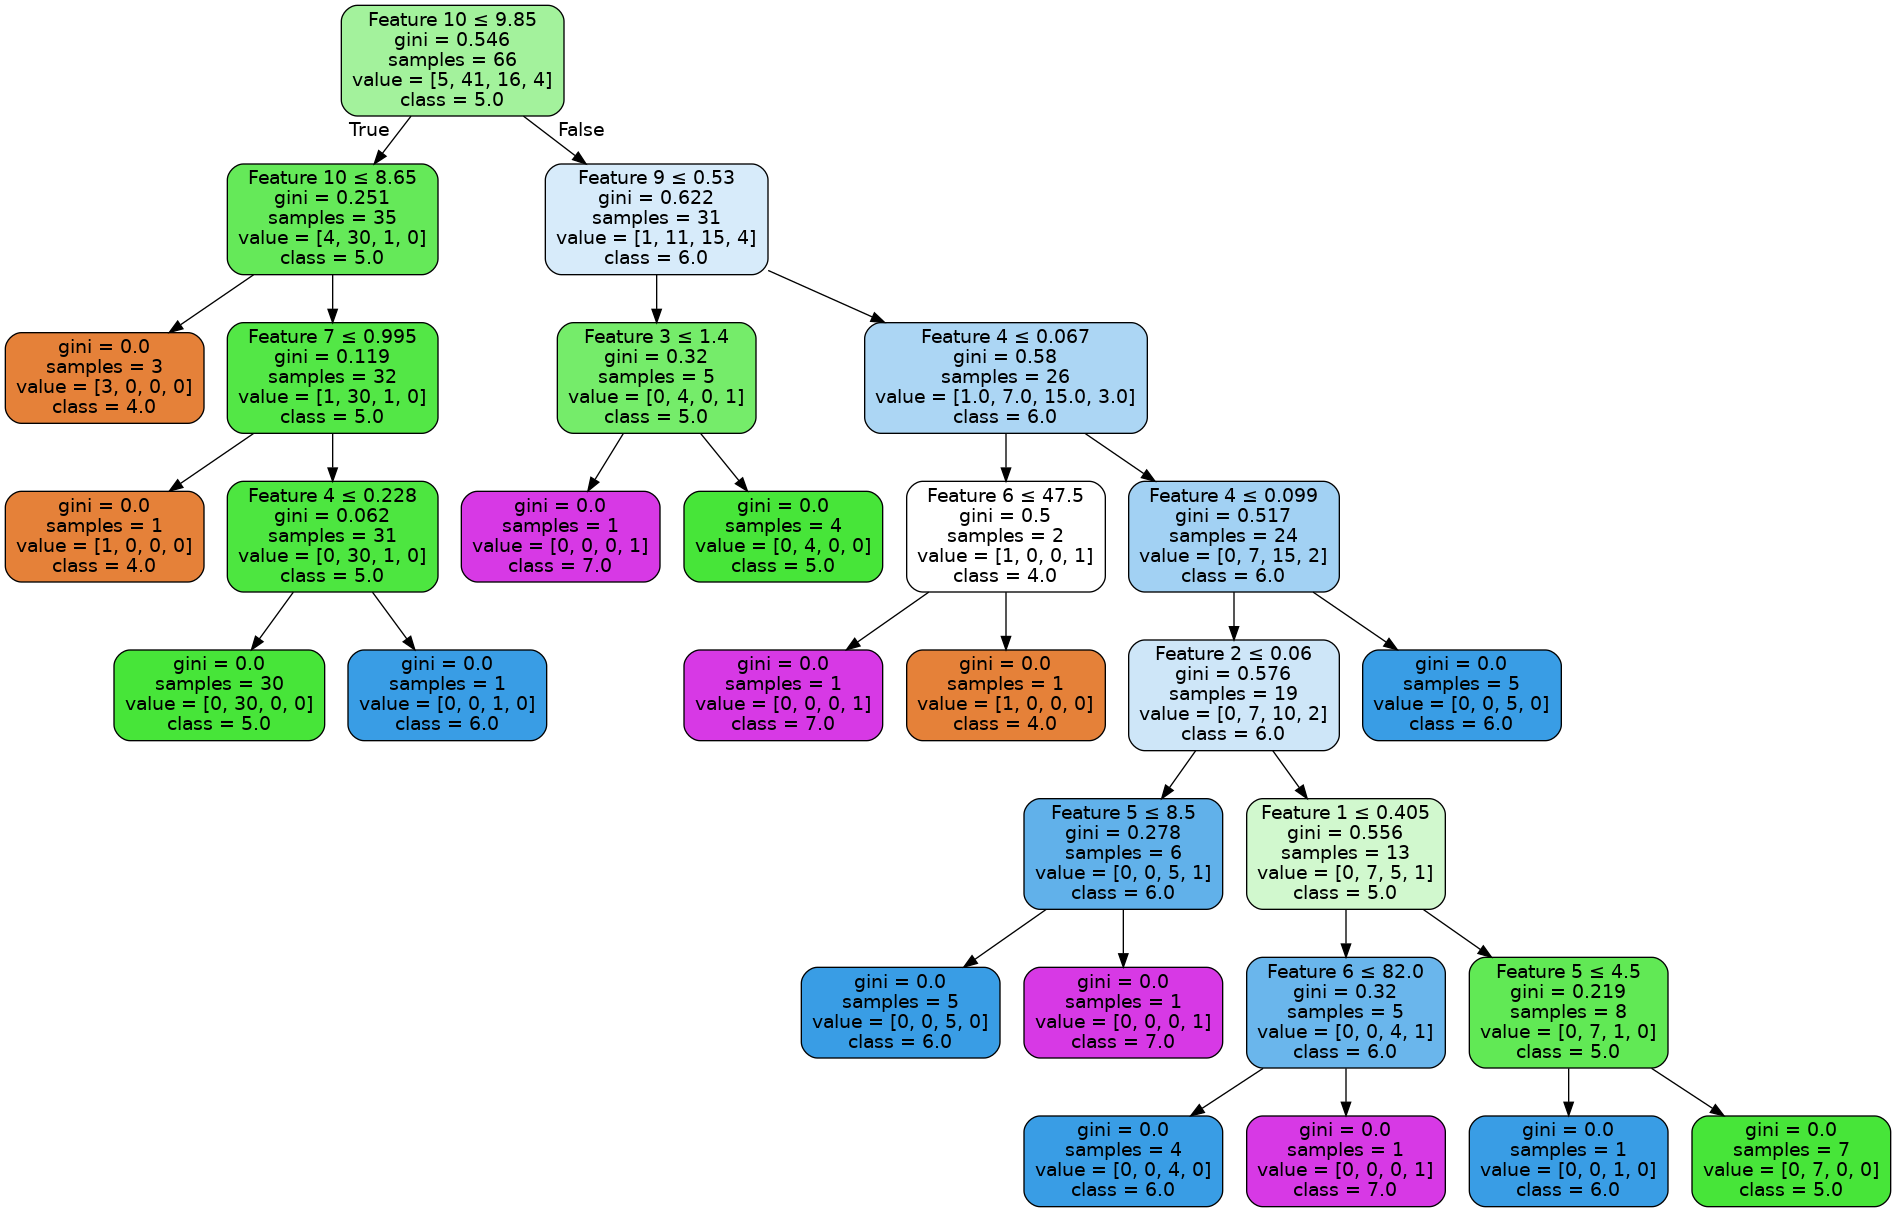 Feature 10 ≤ 9.85
gini = 0.546
samples = 66
value = [5, 41, 16, 4]
class = 5.0
True
False
Feature 10 ≤ 8.65
gini = 0.251
samples = 35
value = [4, 30, 1, 0]
class = 5.0
Feature 9 ≤ 0.53
gini = 0.622
samples = 31
value = [1, 11, 15, 4]
class = 6.0
gini = 0.0
samples = 3
value = [3, 0, 0, 0]
class = 4.0
Feature 7 ≤ 0.995
gini = 0.119
samples = 32
value = [1, 30, 1, 0]
class = 5.0
Feature 3 ≤ 1.4
gini = 0.32
samples = 5
value = [0, 4, 0, 1]
class = 5.0
Feature 4 ≤ 0.067
gini = 0.58
samples = 26
value = [1.0, 7.0, 15.0, 3.0]
class = 6.0
gini = 0.0
samples = 1
value = [1, 0, 0, 0]
class = 4.0
Feature 4 ≤ 0.228
gini = 0.062
samples = 31
value = [0, 30, 1, 0]
class = 5.0
gini = 0.0
samples = 1
value = [0, 0, 0, 1]
class = 7.0
gini = 0.0
samples = 4
value = [0, 4, 0, 0]
class = 5.0
Feature 6 ≤ 47.5
gini = 0.5
samples = 2
value = [1, 0, 0, 1]
class = 4.0
Feature 4 ≤ 0.099
gini = 0.517
samples = 24
value = [0, 7, 15, 2]
class = 6.0
gini = 0.0
samples = 30
value = [0, 30, 0, 0]
class = 5.0
gini = 0.0
samples = 1
value = [0, 0, 1, 0]
class = 6.0
gini = 0.0
samples = 1
value = [0, 0, 0, 1]
class = 7.0
gini = 0.0
samples = 1
value = [1, 0, 0, 0]
class = 4.0
Feature 2 ≤ 0.06
gini = 0.576
samples = 19
value = [0, 7, 10, 2]
class = 6.0
gini = 0.0
samples = 5
value = [0, 0, 5, 0]
class = 6.0
Feature 5 ≤ 8.5
gini = 0.278
samples = 6
value = [0, 0, 5, 1]
class = 6.0
Feature 1 ≤ 0.405
gini = 0.556
samples = 13
value = [0, 7, 5, 1]
class = 5.0
gini = 0.0
samples = 5
value = [0, 0, 5, 0]
class = 6.0
gini = 0.0
samples = 1
value = [0, 0, 0, 1]
class = 7.0
Feature 6 ≤ 82.0
gini = 0.32
samples = 5
value = [0, 0, 4, 1]
class = 6.0
Feature 5 ≤ 4.5
gini = 0.219
samples = 8
value = [0, 7, 1, 0]
class = 5.0
gini = 0.0
samples = 4
value = [0, 0, 4, 0]
class = 6.0
gini = 0.0
samples = 1
value = [0, 0, 0, 1]
class = 7.0
gini = 0.0
samples = 1
value = [0, 0, 1, 0]
class = 6.0
gini = 0.0
samples = 7
value = [0, 7, 0, 0]
class = 5.0